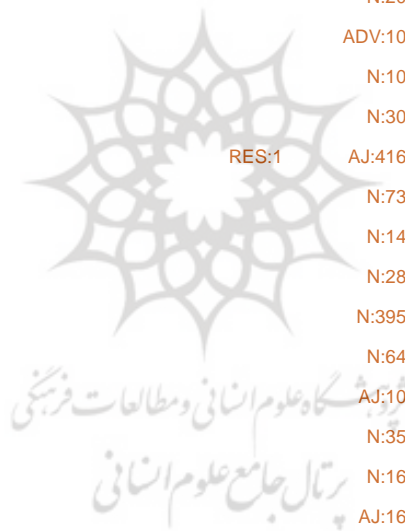 N:20
ADV:10
N:10
N:30
RES:1 AJ:416
N:73
N:14
N:28
N:395
N:64
پژوهشگاه علوم انسانی و مطالعات فرهنگی
AJ:10
N:35
پرتال جامع علوم انسانی
N:16
AJ:16